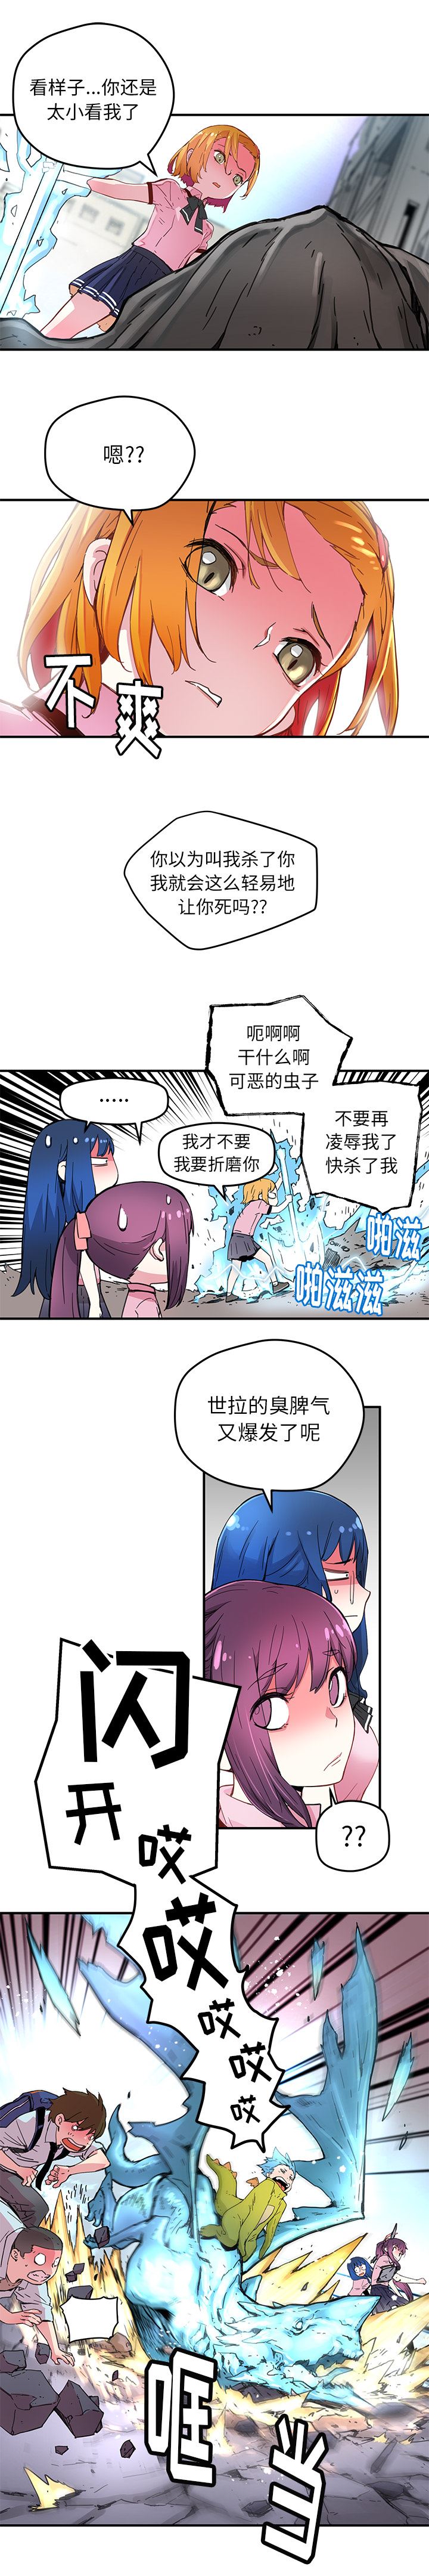 看样子...你还是
太小看我了
嗯??
不爽
你以为叫我杀了你
我就会这么轻易地
让你死吗??
呃啊啊
干什么啊
可恶的虫子
......
我才不要
我要折磨你
不要再
凌辱我了
快杀了我
啪滋
啪滋滋
世拉的臭脾气
又爆发了呢
??
闪
开
哎
哎
哎
哎
哎
哐
当